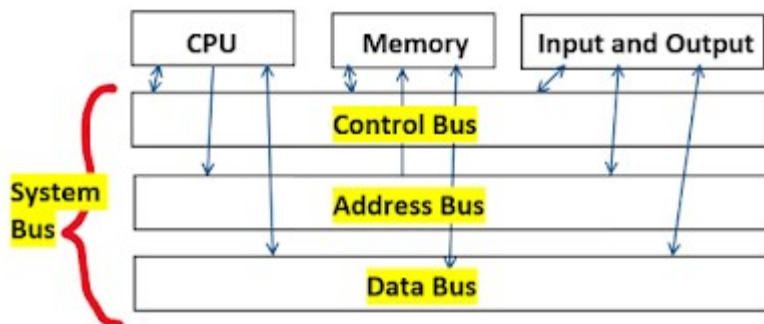 CPU
Memory
Input and Output
Control Bus
System
Bus
Address Bus
Data Bus